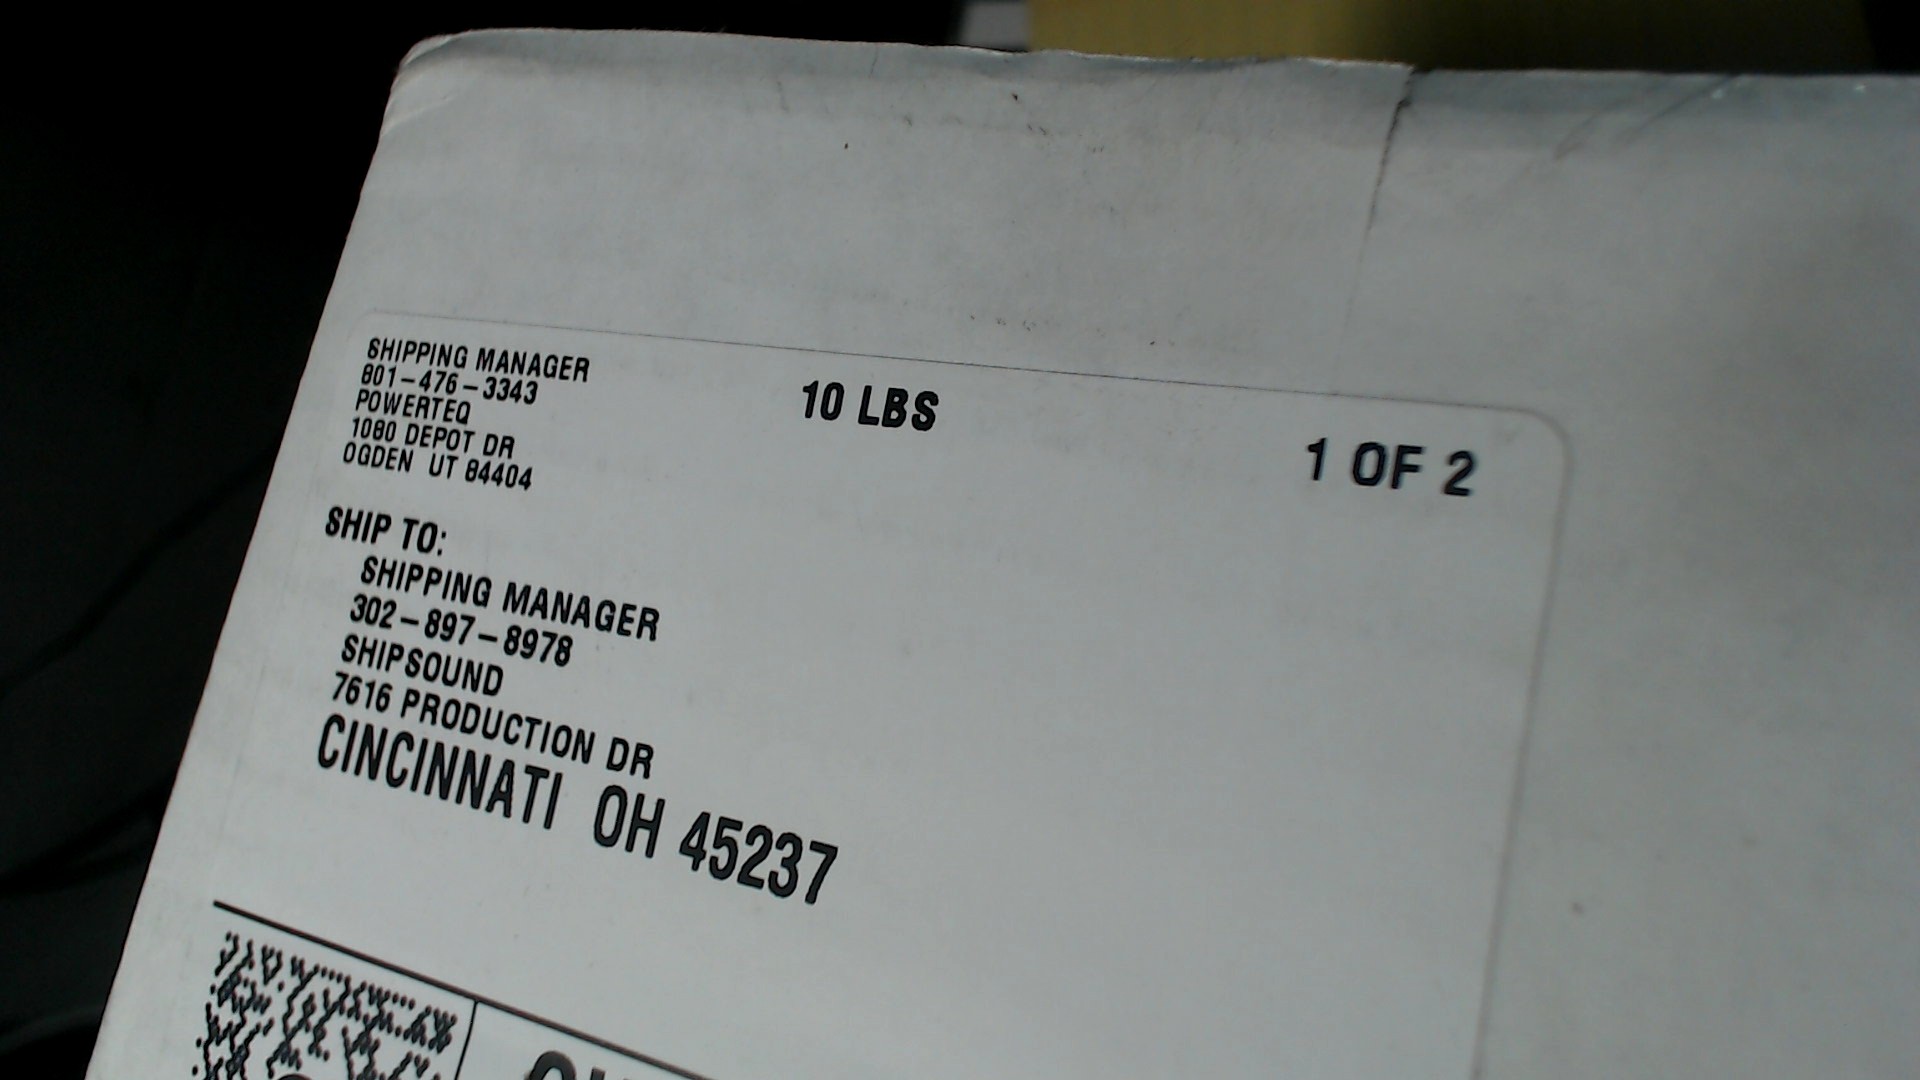 SHIPPING MANAGER
801-476-3343
POWERTEQ
1080 DEPOT DR
OGDEN UT 84404
10 LBS
1 OF 2
SHIP TO:
SHIPPING MANAGER
302-897-8978
SHIPSOUND
7616 PRODUCTION DR
CINCINNATI OH 45237